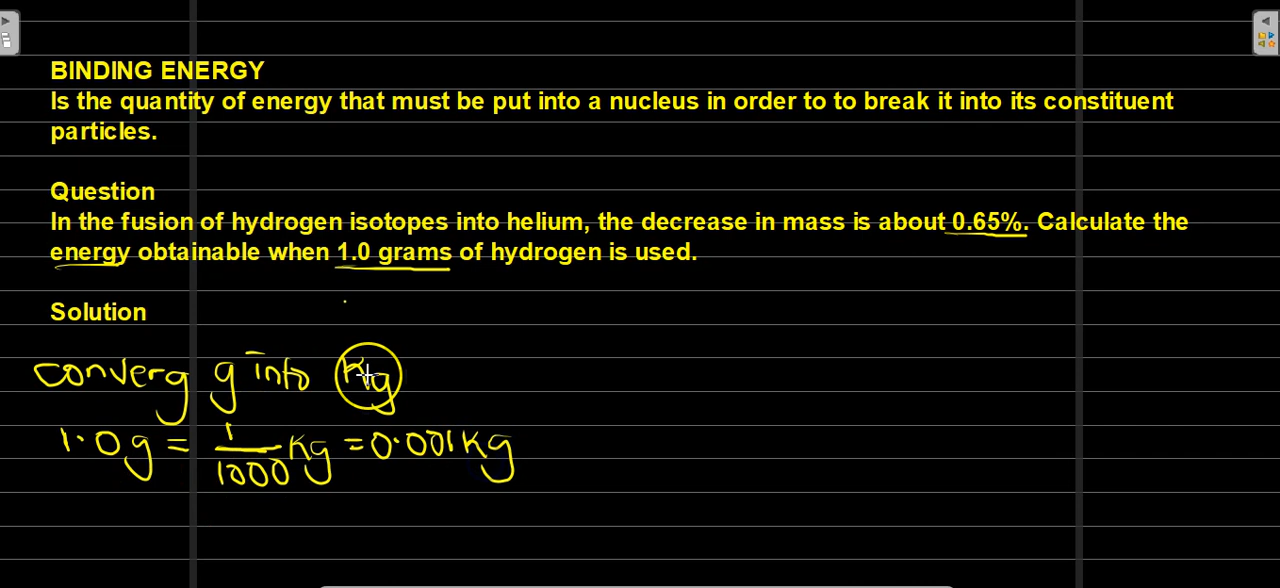 BINDING ENERGY
Is the quantity of energy that must be put into a nucleus in order to to break it into its constituent
particles.
Question
In the fusion of hydrogen isotopes into helium, the decrease in mass is about 0.65%. Calculate the
energy obtainable when 1.0 grams of hydrogen is used.
Solution
converg g into Kg
1.0g = 1/1000 Kg = 0.001Kg